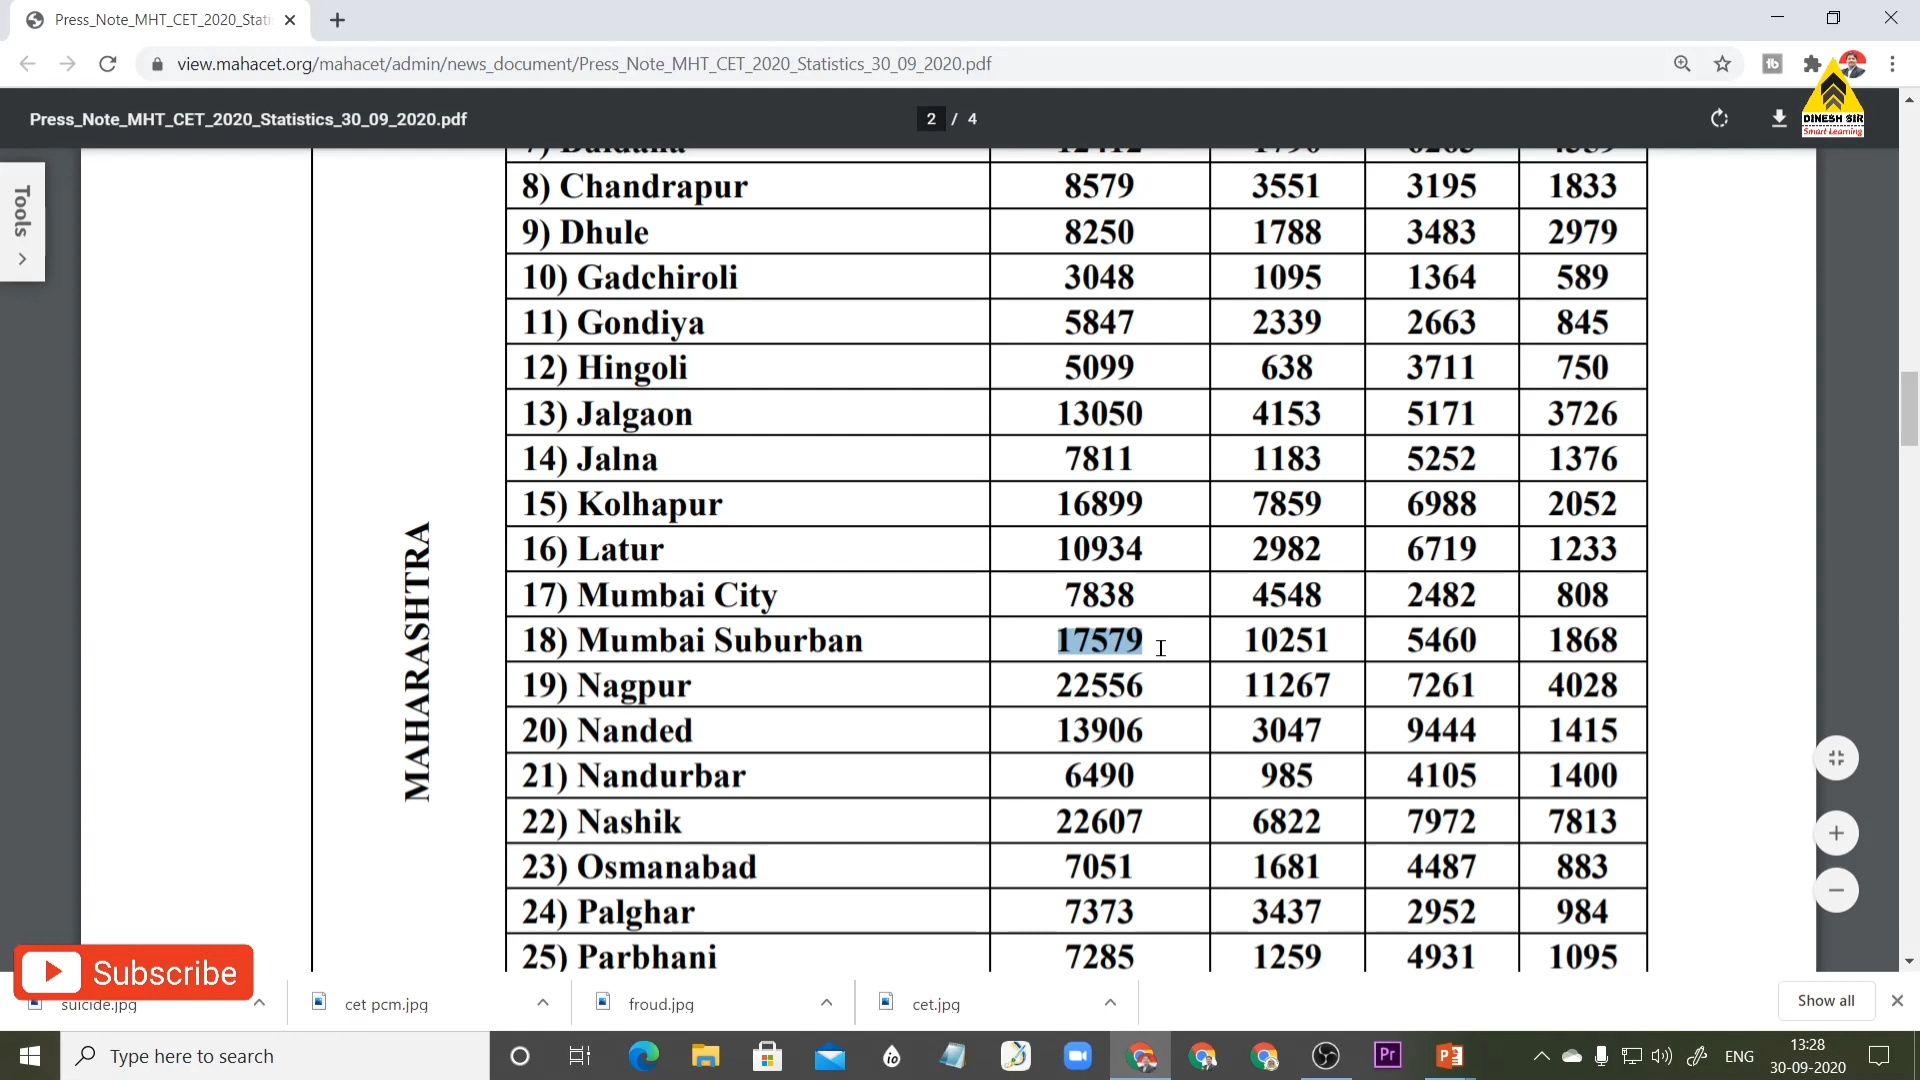 Press_Note_MHT_CET_2020_Stati
view.mahacet.org/mahacet/admin/news_document/Press_Note_MHT_CET_2020_Statistics_30_09_2020.pdf
Press_Note_MHT_CET_2020_Statistics_30_09_2020.pdf
2 / 4
DINESH SIR
Smart Learning
Tools
MAHARASHTRA
8) Chandrapur 8579 3551 3195 1833
9) Dhule 8250 1788 3483 2979
10) Gadchiroli 3048 1095 1364 589
11) Gondiya 5847 2339 2663 845
12) Hingoli 5099 638 3711 750
13) Jalgaon 13050 4153 5171 3726
14) Jalna 7811 1183 5252 1376
15) Kolhapur 16899 7859 6988 2052
16) Latur 10934 2982 6719 1233
17) Mumbai City 7838 4548 2482 808
18) Mumbai Suburban 17579 10251 5460 1868
19) Nagpur 22556 11267 7261 4028
20) Nanded 13906 3047 9444 1415
21) Nandurbar 6490 985 4105 1400
22) Nashik 22607 6822 7972 7813
23) Osmanabad 7051 1681 4487 883
24) Palghar 7373 3437 2952 984
25) Parbhani 7285 1259 4931 1095
Subscribe
suicide.jpg
cet pcm.jpg
froud.jpg
cet.jpg
Show all
Type here to search
ENG
13:28
30-09-2020